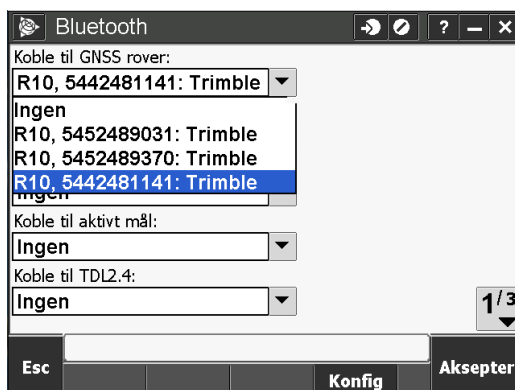 Bluetooth
? – ×
Koble til GNSS rover:
R10, 5442481141: Trimble
Ingen
R10, 5452489031: Trimble
R10, 5452489370: Trimble
R10, 5442481141: Trimble
Ingen
Koble til aktivt mål:
Ingen
Koble til TDL2.4:
Ingen
1/3
Esc
Konfig
Aksepter